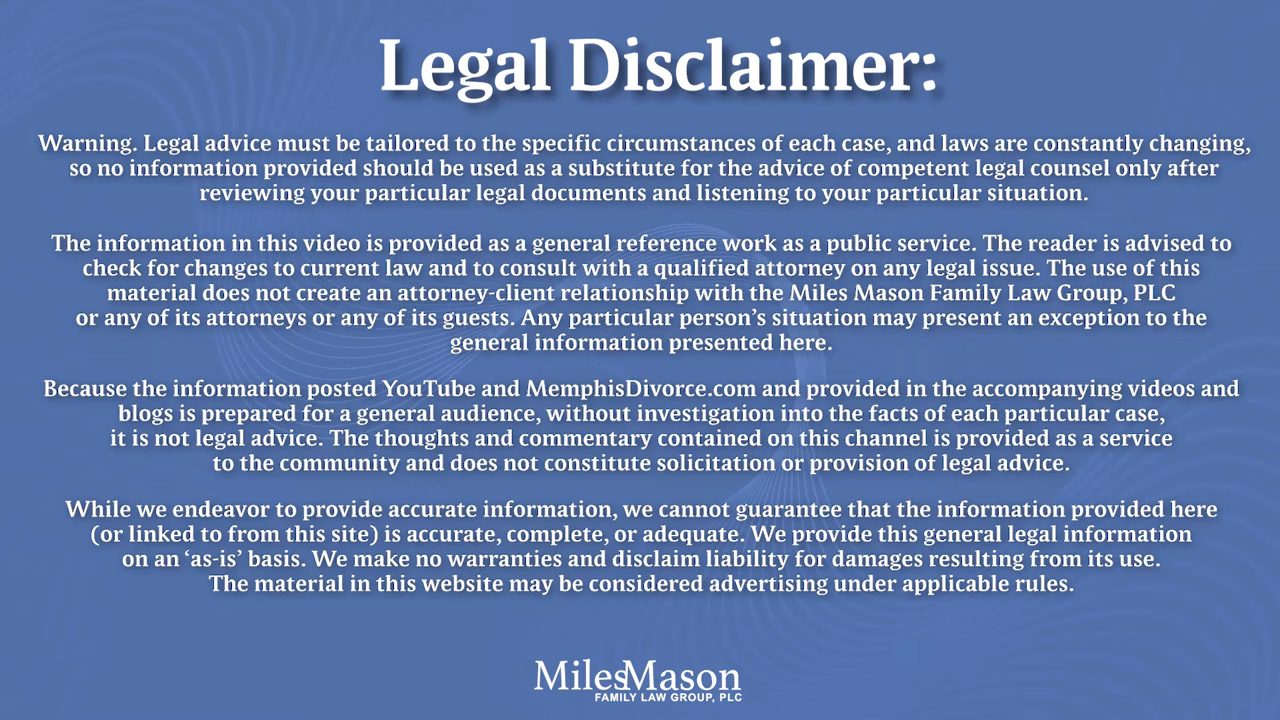 Legal Disclaimer:
Warning. Legal advice must be tailored to the specific circumstances of each case, and laws are constantly changing,
so no information provided should be used as a substitute for the advice of competent legal counsel only after
reviewing your particular legal documents and listening to your particular situation.
The information in this video is provided as a general reference work as a public service. The reader is advised to
check for changes to current law and to consult with a qualified attorney on any legal issue. The use of this
material does not create an attorney-client relationship with the Miles Mason Family Law Group, PLC
or any of its attorneys or any of its guests. Any particular person’s situation may present an exception to the
general information presented here.
Because the information posted YouTube and MemphisDivorce.com and provided in the accompanying videos and
blogs is prepared for a general audience, without investigation into the facts of each particular case,
it is not legal advice. The thoughts and commentary contained on this channel is provided as a service
to the community and does not constitute solicitation or provision of legal advice.
While we endeavor to provide accurate information, we cannot guarantee that the information provided here
(or linked to from this site) is accurate, complete, or adequate. We provide this general legal information
on an ‘as-is’ basis. We make no warranties and disclaim liability for damages resulting from its use.
The material in this website may be considered advertising under applicable rules.
MilesMason
FAMILY LAW GROUP, PLC